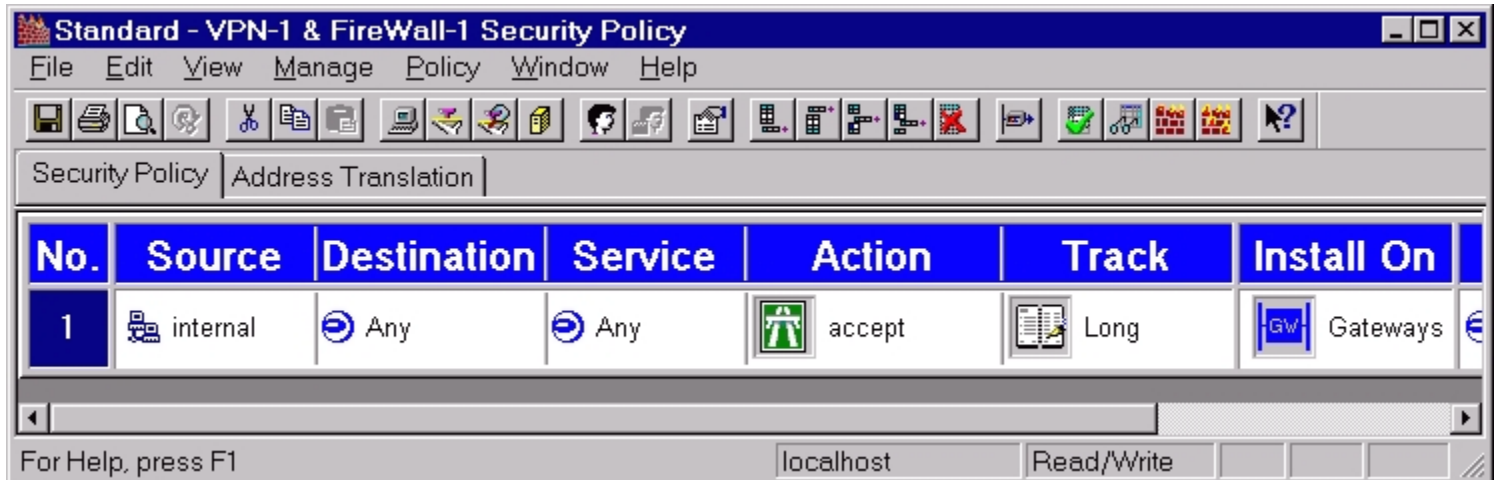 Standard - VPN-1 & FireWall-1 Security Policy
File Edit View Manage Policy Window Help
Security Policy Address Translation
No. Source Destination Service Action Track Install On
1 internal Any Any accept Long GW Gateways
For Help, press F1 localhost Read/Write